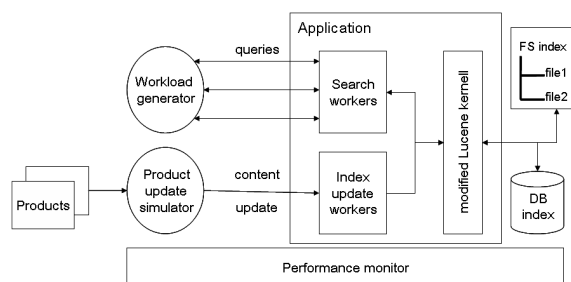 Application
queries
Workload
generator
Search
workers
modified Lucene kernell
FS index
file1
file2
Products
Product
update
simulator
content
update
Index
update
workers
DB
index
Performance monitor